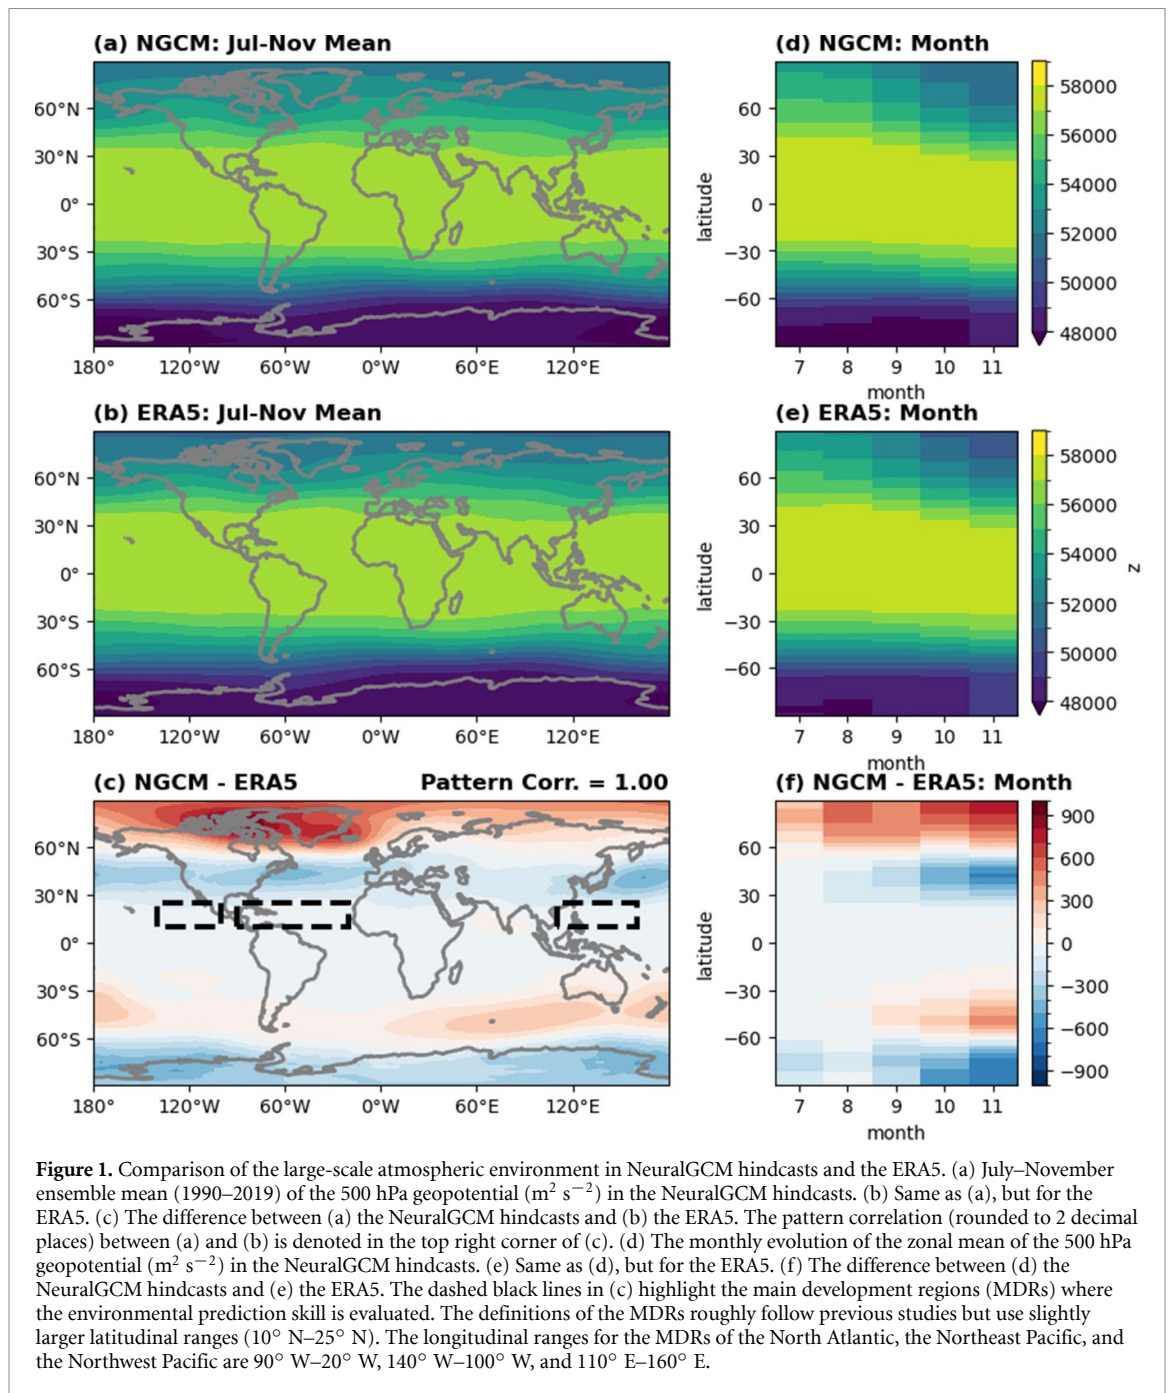 (a) NGCM: Jul-Nov Mean
60°N
30°N
0°
30°S
60°S
180° 120°W 60°W 0°W 60°E 120°E
(d) NGCM: Month
latitude
60
30
0
−30
−60
7 8 9 10 11
month
58000
56000
54000
52000
50000
48000
(b) ERA5: Jul-Nov Mean
60°N
30°N
0°
30°S
60°S
180° 120°W 60°W 0°W 60°E 120°E
(e) ERA5: Month
latitude
60
30
0
−30
−60
7 8 9 10 11
month
58000
56000
54000
52000
50000
48000
z
(c) NGCM - ERA5 Pattern Corr. = 1.00
60°N
30°N
0°
30°S
60°S
180° 120°W 60°W 0°W 60°E 120°E
(f) NGCM - ERA5: Month
latitude
60
30
0
−30
−60
7 8 9 10 11
month
900
600
300
0
−300
−600
−900
Figure 1. Comparison of the large-scale atmospheric environment in NeuralGCM hindcasts and the ERA5. (a) July–November
ensemble mean (1990–2019) of the 500 hPa geopotential (m² s⁻²) in the NeuralGCM hindcasts. (b) Same as (a), but for the
ERA5. (c) The difference between (a) the NeuralGCM hindcasts and (b) the ERA5. The pattern correlation (rounded to 2 decimal
places) between (a) and (b) is denoted in the top right corner of (c). (d) The monthly evolution of the zonal mean of the 500 hPa
geopotential (m² s⁻²) in the NeuralGCM hindcasts. (e) Same as (d), but for the ERA5. (f) The difference between (d) the
NeuralGCM hindcasts and (e) the ERA5. The dashed black lines in (c) highlight the main development regions (MDRs) where
the environmental prediction skill is evaluated. The definitions of the MDRs roughly follow previous studies but use slightly
larger latitudinal ranges (10° N–25° N). The longitudinal ranges for the MDRs of the North Atlantic, the Northeast Pacific, and
the Northwest Pacific are 90° W–20° W, 140° W–100° W, and 110° E–160° E.